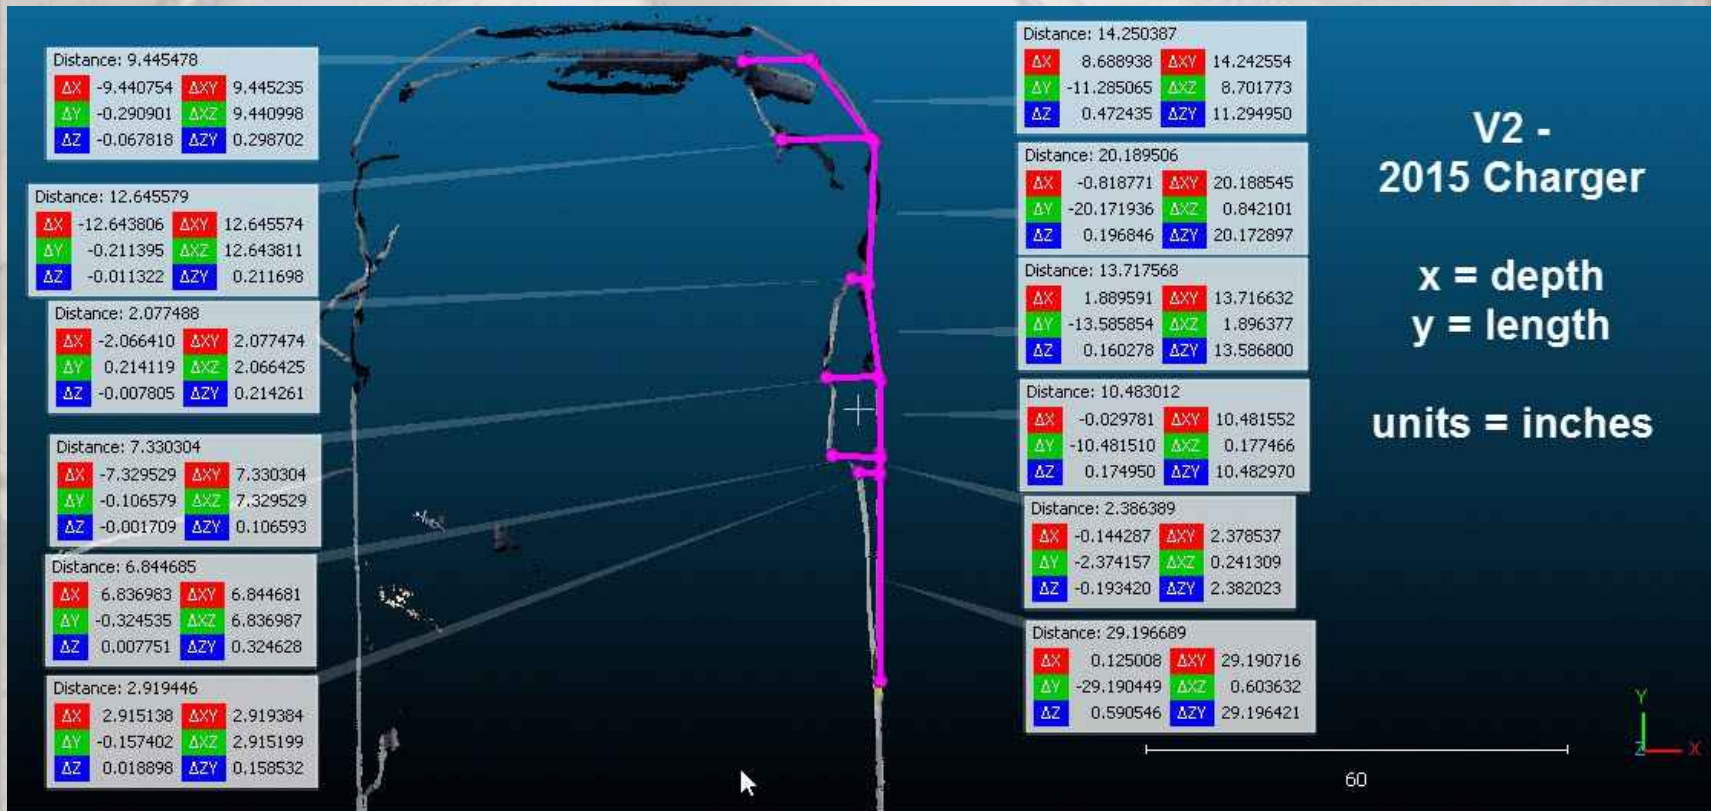 Distance: 9.445478
ΔX -9.440754 ΔXY 9.445235
ΔY -0.290901 ΔXZ 9.440998
ΔZ -0.067818 ΔZY 0.298702
Distance: 12.645579
ΔX -12.643806 ΔXY 12.645574
ΔY -0.211395 ΔXZ 12.643811
ΔZ -0.011322 ΔZY 0.211698
Distance: 2.077488
ΔX -2.066410 ΔXY 2.077474
ΔY 0.214119 ΔXZ 2.066425
ΔZ -0.007805 ΔZY 0.214261
Distance: 7.330304
ΔX -7.329529 ΔXY 7.330304
ΔY -0.106579 ΔXZ 7.329529
ΔZ -0.001709 ΔZY 0.106593
Distance: 6.844685
ΔX 6.836983 ΔXY 6.844681
ΔY -0.324535 ΔXZ 6.836987
ΔZ 0.007751 ΔZY 0.324628
Distance: 2.919446
ΔX 2.915138 ΔXY 2.919384
ΔY -0.157402 ΔXZ 2.915199
ΔZ 0.018898 ΔZY 0.158532
Distance: 14.250387
ΔX 8.688938 ΔXY 14.242554
ΔY -11.285065 ΔXZ 8.701773
ΔZ 0.472435 ΔZY 11.294950
Distance: 20.189506
ΔX -0.818771 ΔXY 20.188545
ΔY -20.171936 ΔXZ 0.842101
ΔZ 0.196846 ΔZY 20.172897
Distance: 13.717568
ΔX 1.889591 ΔXY 13.716632
ΔY -13.585854 ΔXZ 1.896377
ΔZ 0.160278 ΔZY 13.586800
Distance: 10.483012
ΔX -0.029781 ΔXY 10.481552
ΔY -10.481510 ΔXZ 0.177466
ΔZ 0.174950 ΔZY 10.482970
Distance: 2.386389
ΔX -0.144287 ΔXY 2.378537
ΔY -2.374157 ΔXZ 0.241309
ΔZ -0.193420 ΔZY 2.382023
Distance: 29.196689
ΔX 0.125008 ΔXY 29.190716
ΔY -29.190449 ΔXZ 0.603632
ΔZ 0.590546 ΔZY 29.196421
V2 -
2015 Charger
x = depth
y = length
units = inches
60
Y
Z X